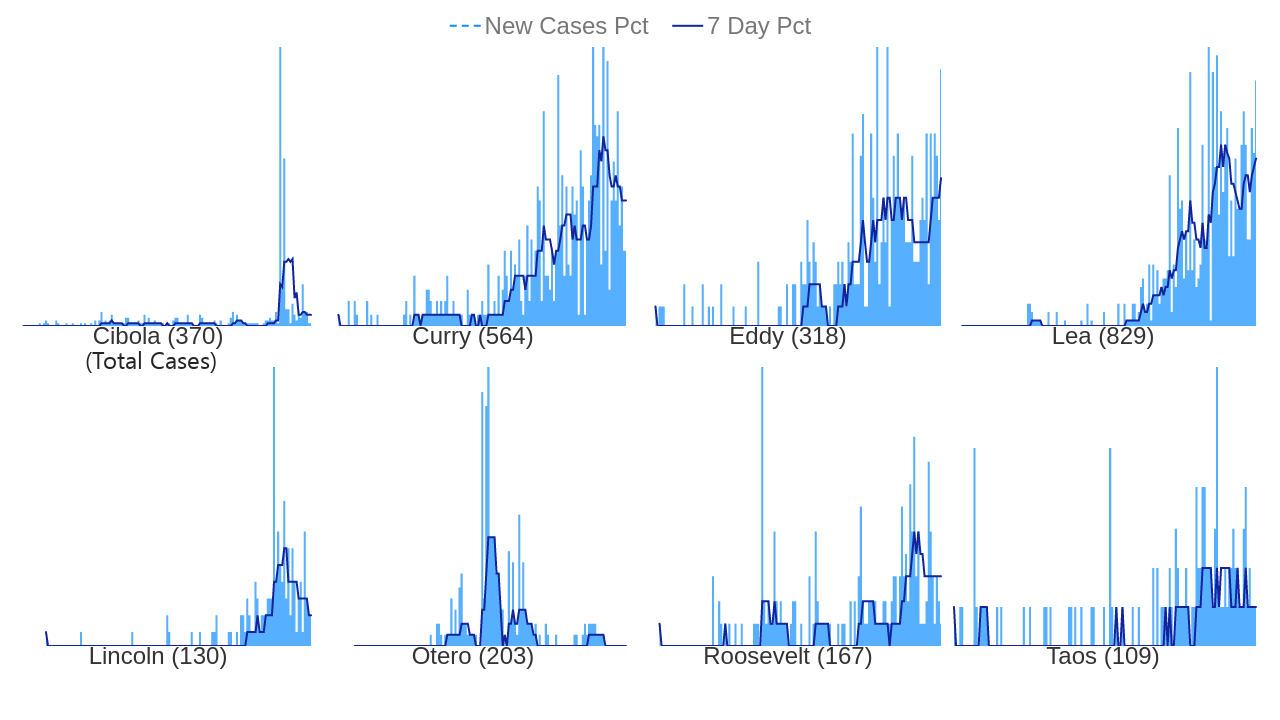 New Cases Pct 7 Day Pct
Cibola (370) Curry (564) Eddy (318) Lea (829)
(Total Cases)
Lincoln (130) Otero (203) Roosevelt (167) Taos (109)